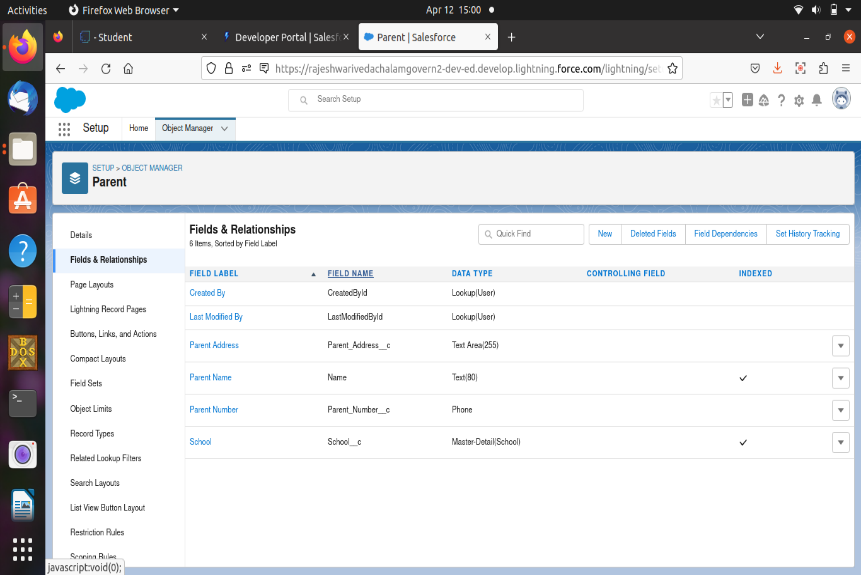 Activities
Firefox Web Browser
Apr 12 15:00
- Student
Developer Portal | Salesf
Parent | Salesforce
https://rajeshwarivedachalamgovern2-dev-ed.develop.lightning.force.com/lightning/set
Search Setup
Setup
Home
Object Manager
SETUP > OBJECT MANAGER
Parent
Details
Fields & Relationships
Page Layouts
Lightning Record Pages
Buttons, Links, and Actions
Compact Layouts
Field Sets
Object Limits
Record Types
Related Lookup Filters
Search Layouts
List View Button Layout
Restriction Rules
Scoping Rules
Fields & Relationships
6 Items, Sorted by Field Label
Quick Find
New
Deleted Fields
Field Dependencies
Set History Tracking
FIELD LABEL FIELD NAME DATA TYPE CONTROLLING FIELD INDEXED
Created By CreatedById Lookup(User)
Last Modified By LastModifiedById Lookup(User)
Parent Address Parent_Address__c Text Area(255)
Parent Name Name Text(80)
Parent Number Parent_Number__c Phone
School School__c Master-Detail(School)
javascript:void(0);